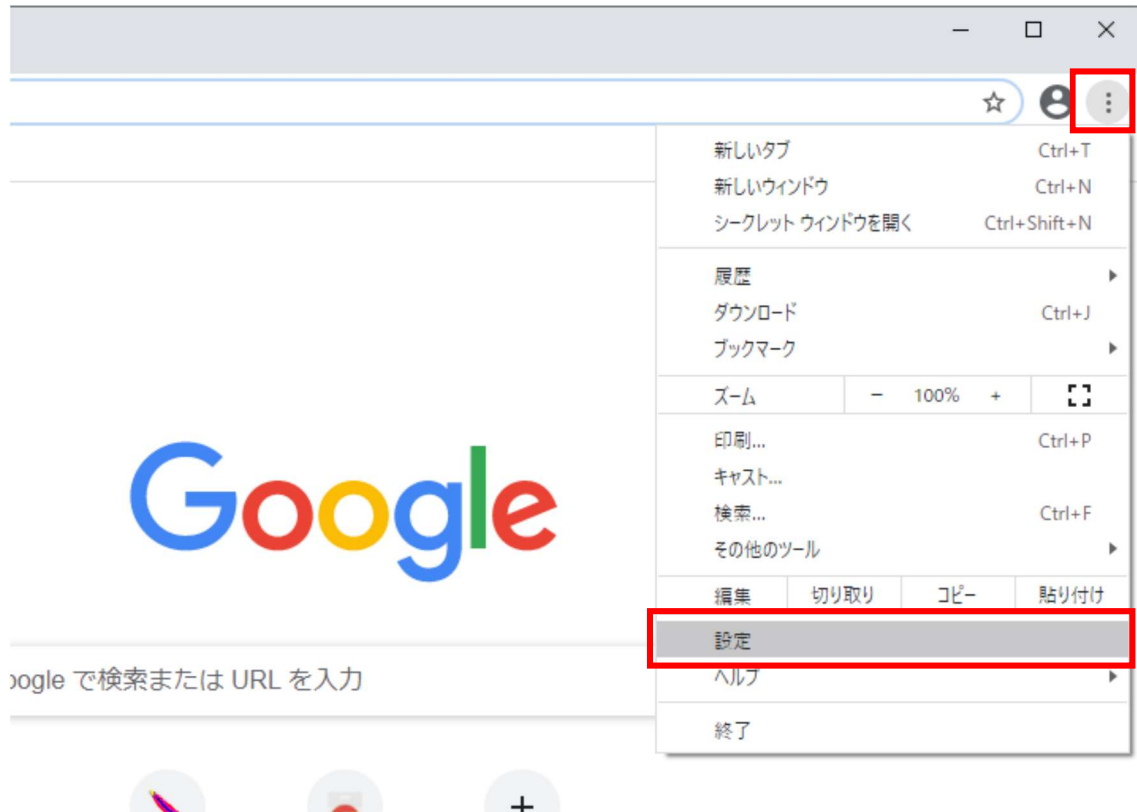 新しいタブ Ctrl+T
新しいウィンドウ Ctrl+N
シークレット ウィンドウを開く Ctrl+Shift+N
履歴
ダウンロード Ctrl+J
ブックマーク
ズーム − 100% +
印刷... Ctrl+P
キャスト...
検索... Ctrl+F
その他のツール
編集 切り取り コピー 貼り付け
設定
ヘルプ
終了
Google
oogle で検索または URL を入力